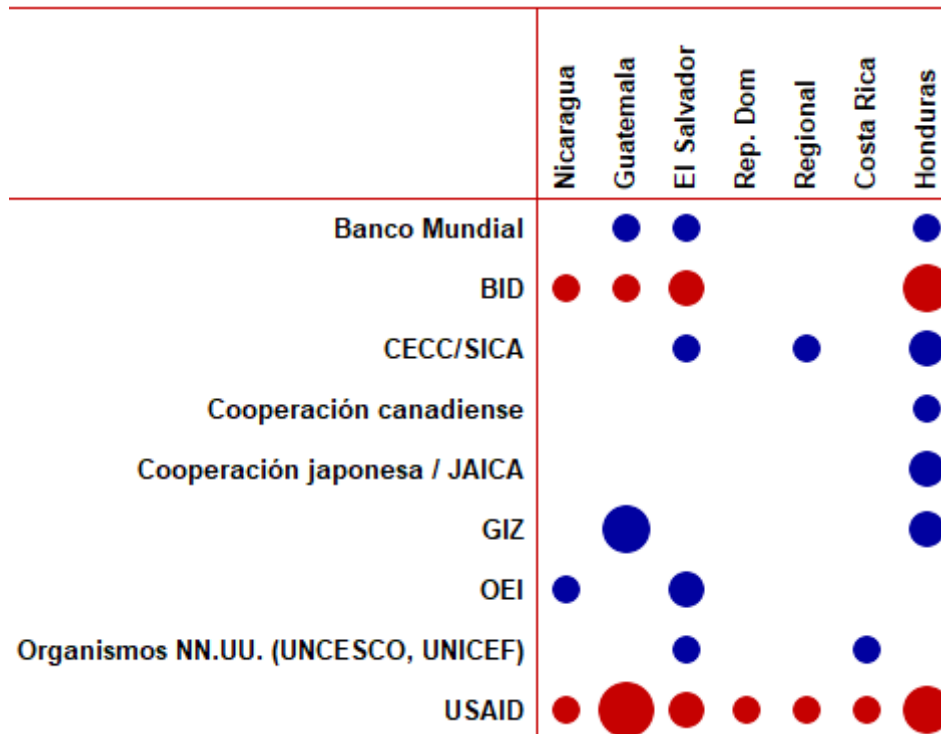 Nicaragua
Guatemala
El Salvador
Rep. Dom
Regional
Costa Rica
Honduras
Banco Mundial
BID
CECC/SICA
Cooperación canadiense
Cooperación japonesa / JAICA
GIZ
OEI
Organismos NN.UU. (UNCESCO, UNICEF)
USAID